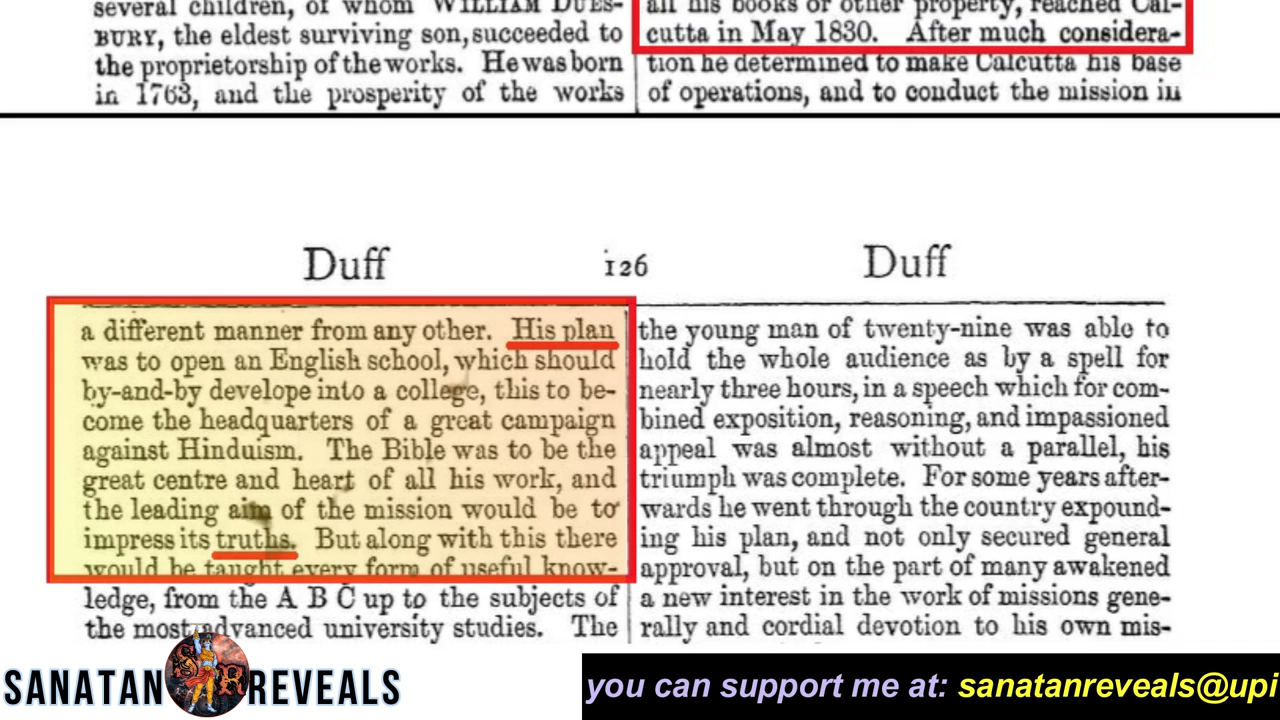 several children, of whom WILLIAM DUES-
BURY, the eldest surviving son, succeeded to
the proprietorship of the works. He was born
in 1763, and the prosperity of the works
all his books or other property, reached Cal-
cutta in May 1830. After much considera-
tion he determined to make Calcutta his base
of operations, and to conduct the mission in
Duff 126 Duff
a different manner from any other. His plan
was to open an English school, which should
by-and-by develope into a college, this to be-
come the headquarters of a great campaign
against Hinduism. The Bible was to be the
great centre and heart of all his work, and
the leading aim of the mission would be to
impress its truths. But along with this there
would be taught every form of useful know-
ledge, from the A B C up to the subjects of
the most advanced university studies. The
the young man of twenty-nine was able to
hold the whole audience as by a spell for
nearly three hours, in a speech which for com-
bined exposition, reasoning, and impassioned
appeal was almost without a parallel, his
triumph was complete. For some years after-
wards he went through the country expound-
ing his plan, and not only secured general
approval, but on the part of many awakened
a new interest in the work of missions gene-
rally and cordial devotion to his own mis-
SANATAN SR REVEALS
you can support me at: sanatanreveals@upi